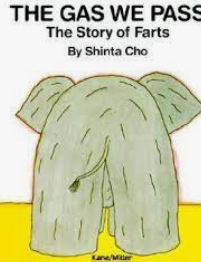 THE GAS WE PASS
The Story of Farts
By Shinta Cho
Kane/Miller